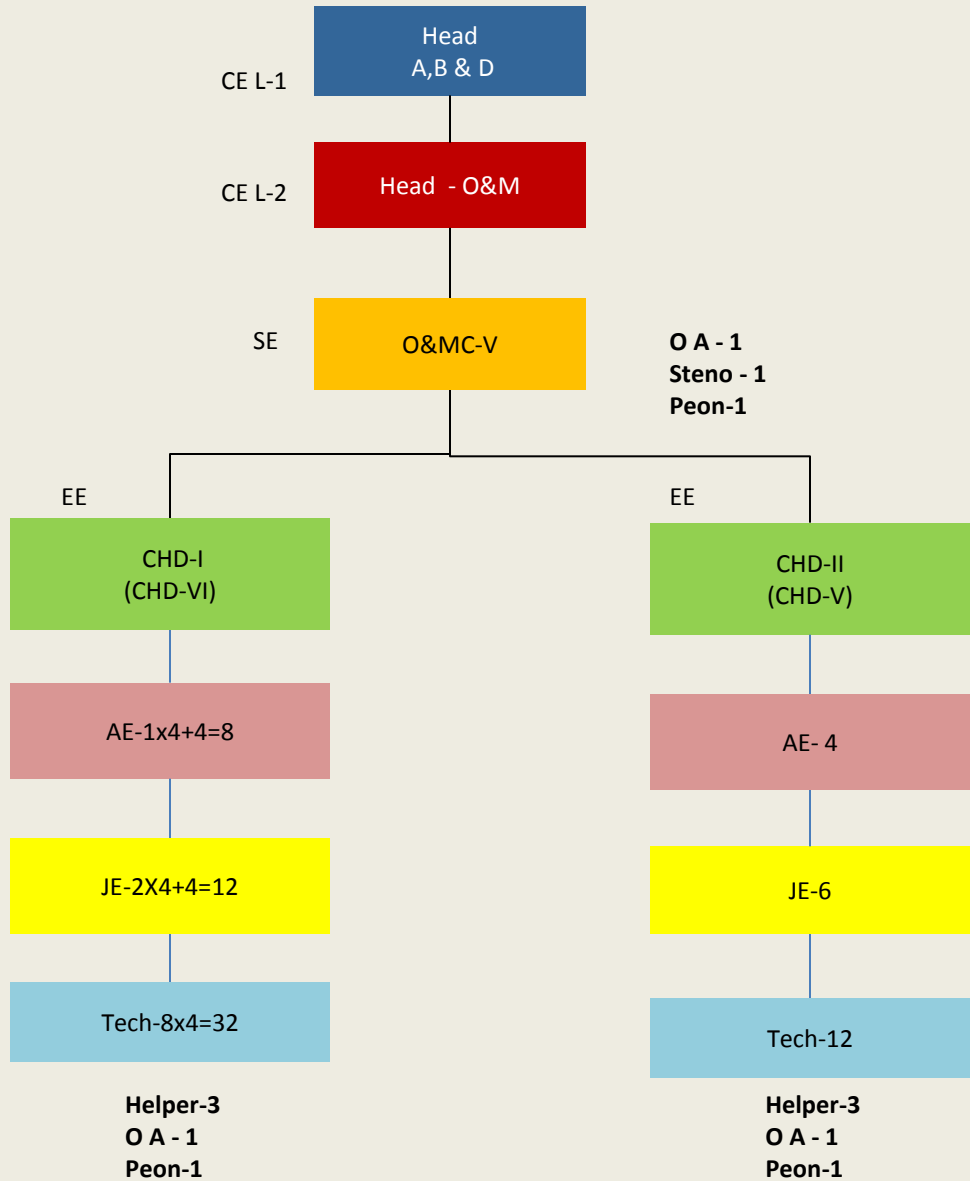 Head
A,B & D
CE L-1
CE L-2
Head - O&M
SE
O&MC-V
O A - 1
Steno - 1
Peon-1
EE
CHD-I
(CHD-VI)
AE-1x4+4=8
JE-2X4+4=12
Tech-8x4=32
Helper-3
O A - 1
Peon-1
EE
CHD-II
(CHD-V)
AE- 4
JE-6
Tech-12
Helper-3
O A - 1
Peon-1